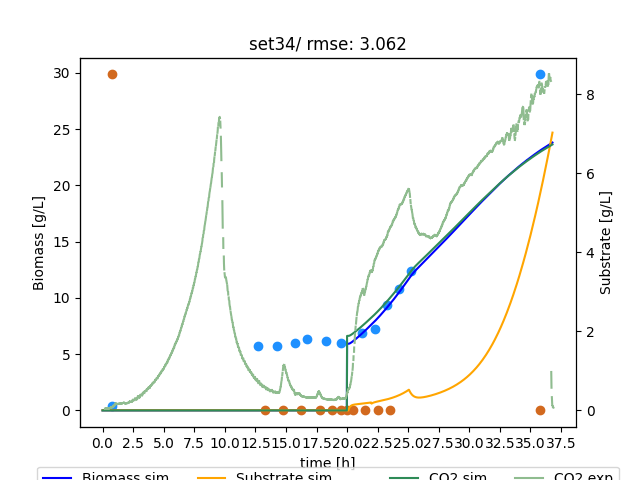 set34/ rmse: 3.062
30
25
20
15
10
5
0
Biomass [g/L]
8
6
4
2
0
Substrate [g/L]
0.0 2.5 5.0 7.5 10.0 12.5 15.0 17.5 20.0 22.5 25.0 27.5 30.0 32.5 35.0 37.5
time [h]
Biomass sim Substrate sim CO2 sim CO2 exp